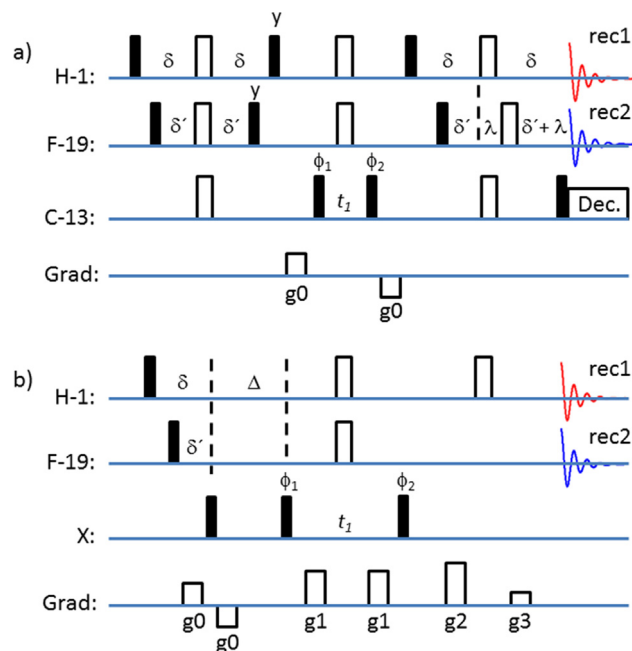 a)
y
rec1
H-1: δ δ δ δ
y
rec2
F-19: δ′ δ′ δ′ λ δ′+ λ
ϕ1 ϕ2
C-13: t1 Dec.
Grad:
g0 g0
b)
rec1
H-1: δ Δ
rec2
F-19: δ′
ϕ1 ϕ2
X: t1
Grad:
g0 g0 g1 g1 g2 g3